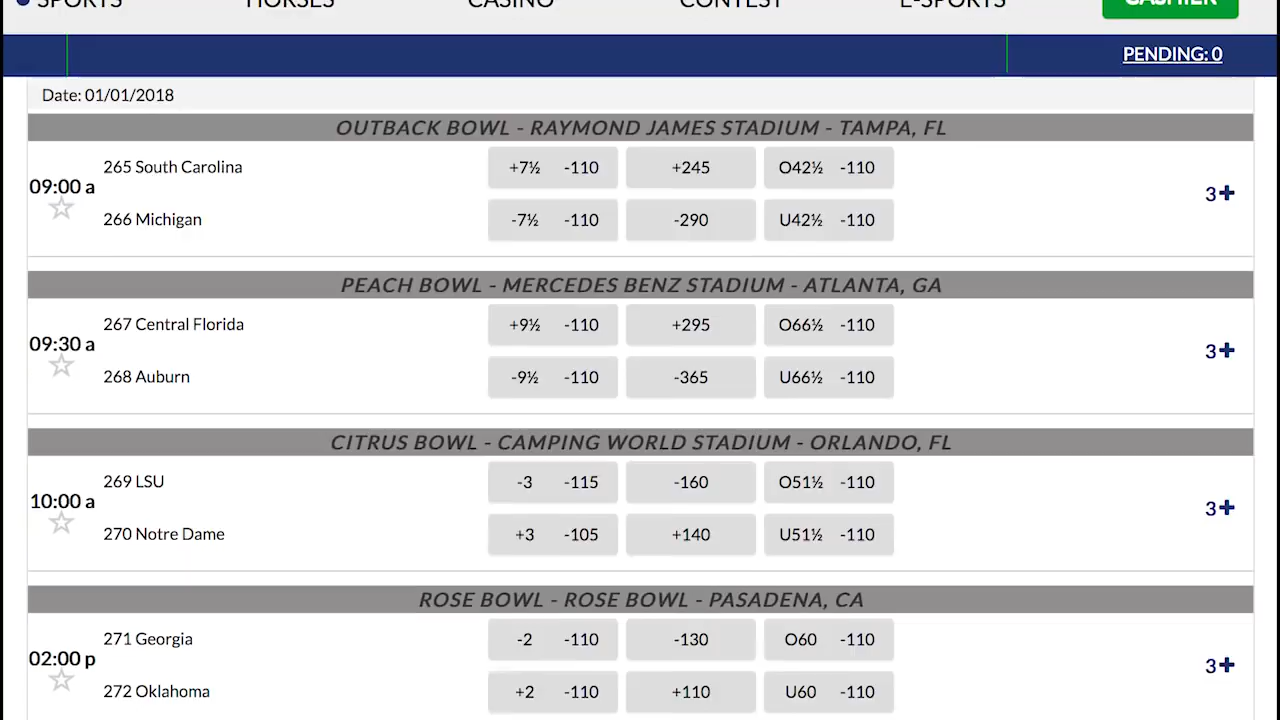 SPORTS HORSES CASINO CONTEST E-SPORTS CASHIER
PENDING: 0
Date: 01/01/2018
OUTBACK BOWL - RAYMOND JAMES STADIUM - TAMPA, FL
265 South Carolina +7½ -110 +245 O42½ -110
09:00 a 3+
266 Michigan -7½ -110 -290 U42½ -110
PEACH BOWL - MERCEDES BENZ STADIUM - ATLANTA, GA
267 Central Florida +9½ -110 +295 O66½ -110
09:30 a 3+
268 Auburn -9½ -110 -365 U66½ -110
CITRUS BOWL - CAMPING WORLD STADIUM - ORLANDO, FL
269 LSU -3 -115 -160 O51½ -110
10:00 a 3+
270 Notre Dame +3 -105 +140 U51½ -110
ROSE BOWL - ROSE BOWL - PASADENA, CA
271 Georgia -2 -110 -130 O60 -110
02:00 p 3+
272 Oklahoma +2 -110 +110 U60 -110